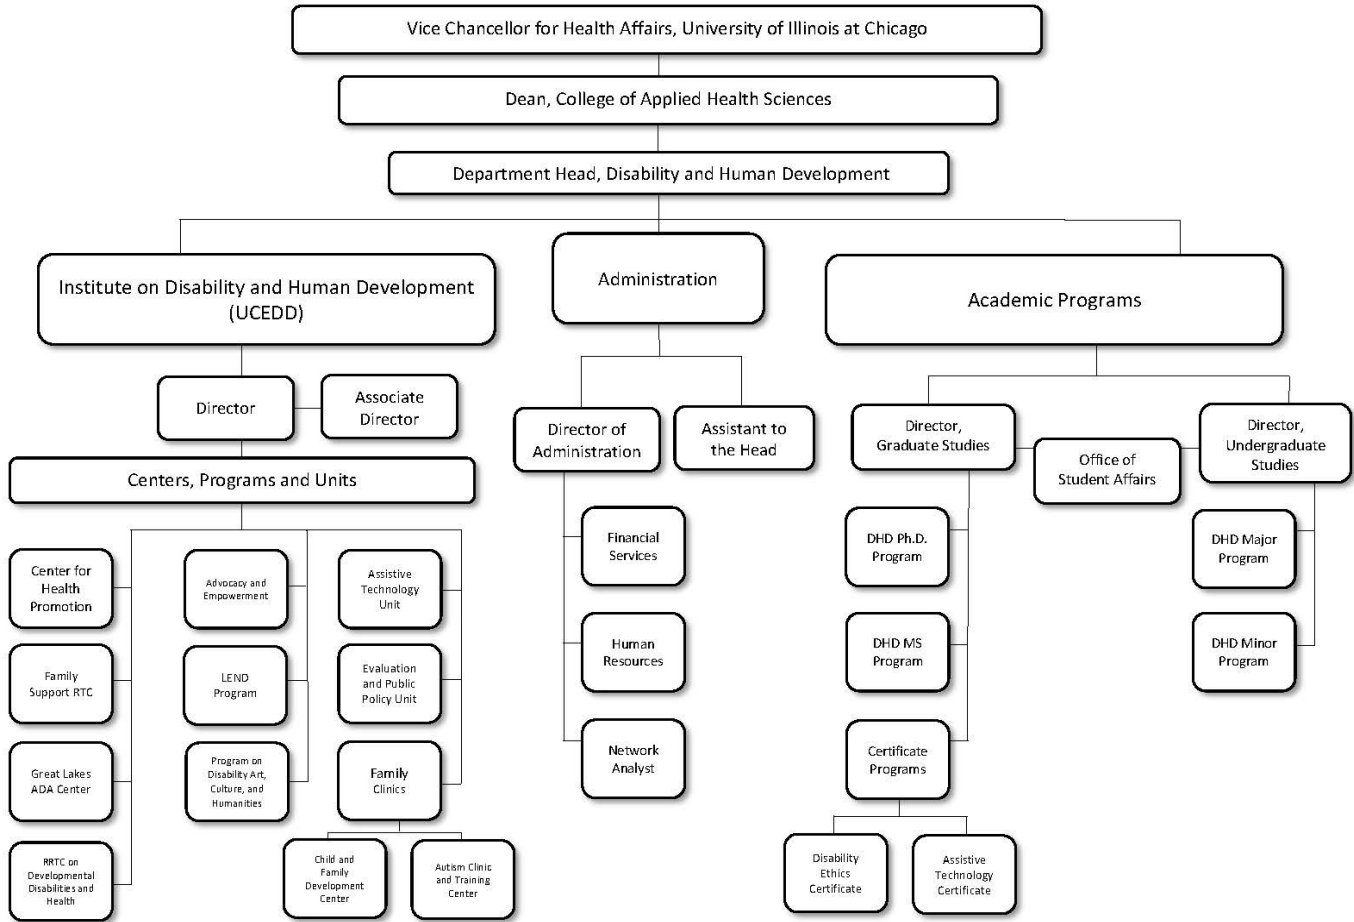 Vice Chancellor for Health Affairs, University of Illinois at Chicago
Dean, College of Applied Health Sciences
Department Head, Disability and Human Development
Institute on Disability and Human Development
(UCEDD)
Administration
Academic Programs
Director
Associate
Director
Centers, Programs and Units
Center for
Health
Promotion
Family
Support RTC
Great Lakes
ADA Center
RRTC on
Developmental
Disabilities and
Health
Advocacy and
Empowerment
LEND
Program
Program on
Disability Art,
Culture, and
Humanities
Assistive
Technology
Unit
Evaluation
and Public
Policy Unit
Family
Clinics
Child and
Family
Development
Center
Autism Clinic
and Training
Center
Director of
Administration
Assistant to
the Head
Financial
Services
Human
Resources
Network
Analyst
Director,
Graduate Studies
Office of
Student Affairs
Director,
Undergraduate
Studies
DHD Ph.D.
Program
DHD MS
Program
Certificate
Programs
Disability
Ethics
Certificate
Assistive
Technology
Certificate
DHD Major
Program
DHD Minor
Program